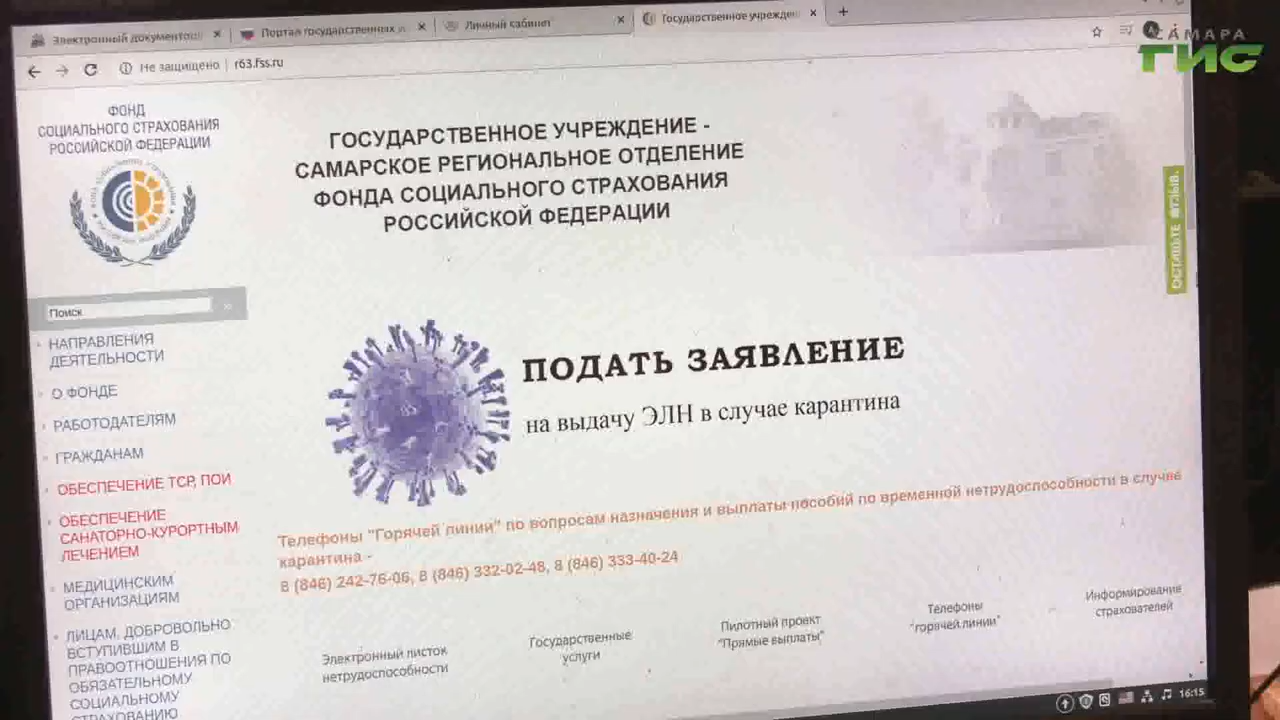 Электронный документооб
Портал государственных и
Личный кабинет
Государственное учрежден
САМАРА
ГИС
Не защищено | r63.fss.ru
ФОНД
СОЦИАЛЬНОГО СТРАХОВАНИЯ
РОССИЙСКОЙ ФЕДЕРАЦИИ
ГОСУДАРСТВЕННОЕ УЧРЕЖДЕНИЕ -
САМАРСКОЕ РЕГИОНАЛЬНОЕ ОТДЕЛЕНИЕ
ФОНДА СОЦИАЛЬНОГО СТРАХОВАНИЯ
РОССИЙСКОЙ ФЕДЕРАЦИИ
ОСТАВЬТЕ ОТЗЫВ.
Поиск
НАПРАВЛЕНИЯ
ДЕЯТЕЛЬНОСТИ
О ФОНДЕ
РАБОТОДАТЕЛЯМ
ГРАЖДАНАМ
ОБЕСПЕЧЕНИЕ ТСР, ПОИ
ОБЕСПЕЧЕНИЕ
САНАТОРНО-КУРОРТНЫМ
ЛЕЧЕНИЕМ
МЕДИЦИНСКИМ
ОРГАНИЗАЦИЯМ
ЛИЦАМ, ДОБРОВОЛЬНО
ВСТУПИВШИМ В
ПРАВООТНОШЕНИЯ ПО
ОБЯЗАТЕЛЬНОМУ
СОЦИАЛЬНОМУ
СТРАХОВАНИЮ
ПОДАТЬ ЗАЯВЛЕНИЕ
на выдачу ЭЛН в случае карантина
Телефоны "Горячей линии" по вопросам назначения и выплаты пособий по временной нетрудоспособности в случае
карантина -
8 (846) 242-76-06, 8 (846) 332-02-48, 8 (846) 333-40-24
Электронный листок
нетрудоспособности
Государственные
услуги
Пилотный проект
"Прямые выплаты"
Телефоны
"горячей линии"
Информирование
страхователей
16:15